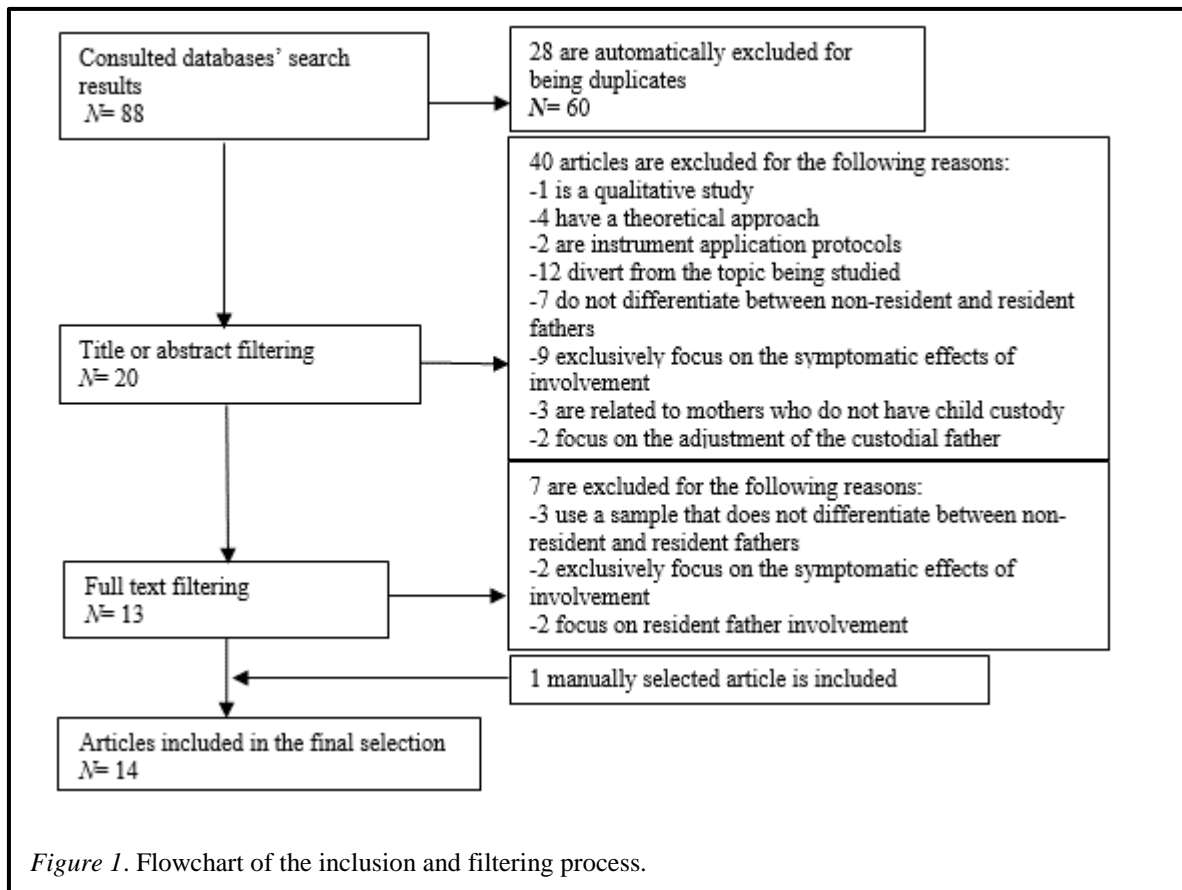 Consulted databases’ search
results
N= 88
28 are automatically excluded for
being duplicates
N= 60
40 articles are excluded for the following reasons:
-1 is a qualitative study
-4 have a theoretical approach
-2 are instrument application protocols
-12 divert from the topic being studied
-7 do not differentiate between non-resident and resident
fathers
-9 exclusively focus on the symptomatic effects of
involvement
-3 are related to mothers who do not have child custody
-2 focus on the adjustment of the custodial father
Title or abstract filtering
N= 20
7 are excluded for the following reasons:
-3 use a sample that does not differentiate between non-
resident and resident fathers
-2 exclusively focus on the symptomatic effects of
involvement
-2 focus on resident father involvement
Full text filtering
N= 13
1 manually selected article is included
Articles included in the final selection
N= 14
Figure 1. Flowchart of the inclusion and filtering process.